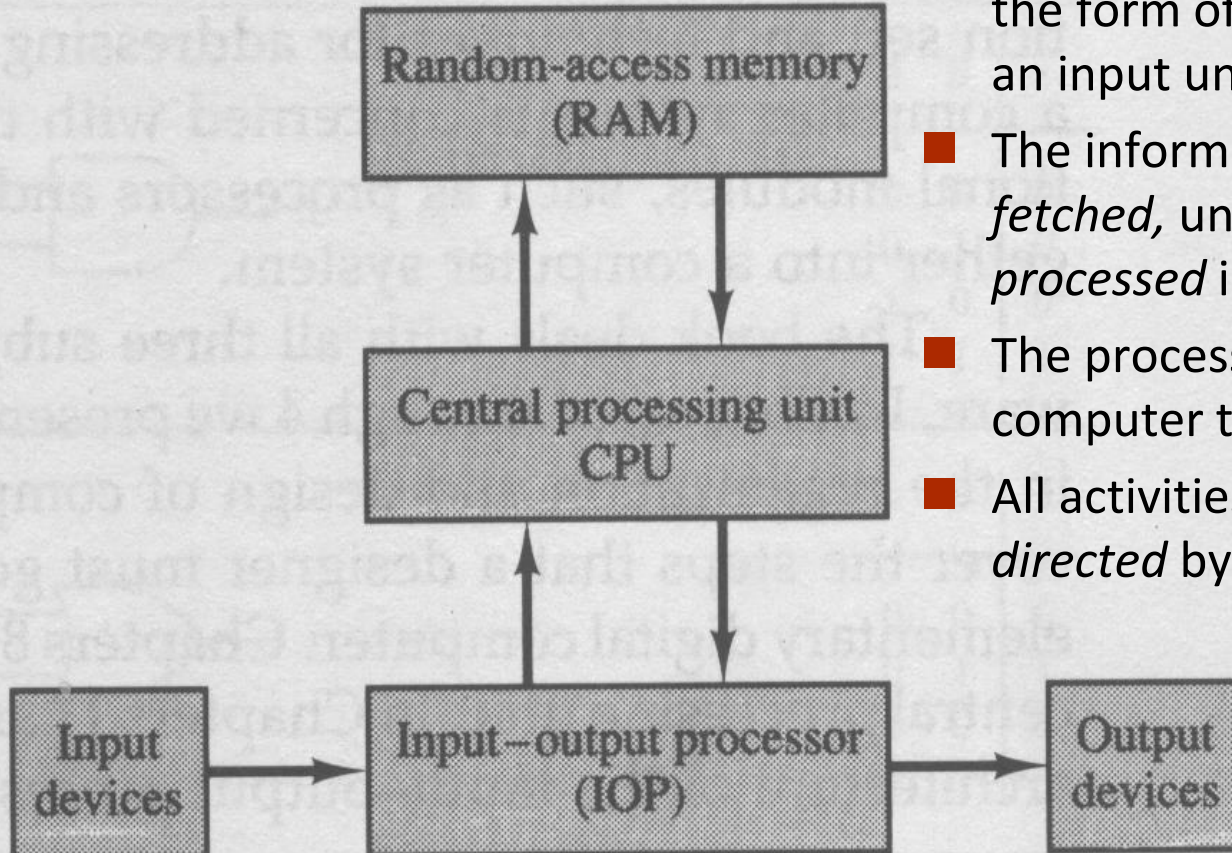 Random-access memory
(RAM)
Central processing unit
CPU
Input
devices
Input–output processor
(IOP)
Output
devices
the form of
an input un
The inform
fetched, un
processed i
The process
computer t
All activitie
directed by